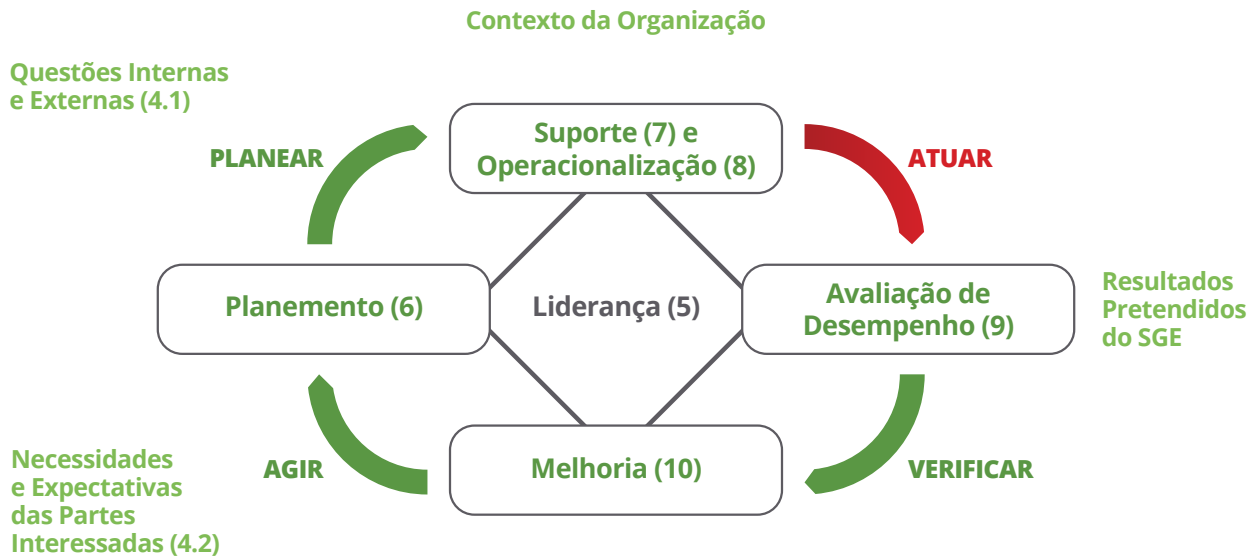 Contexto da Organização
Questões Internas
e Externas (4.1)
PLANEAR
Suporte (7) e
Operacionalização (8)
ATUAR
Planemento (6)
Liderança (5)
Avaliação de
Desempenho (9)
Resultados
Pretendidos
do SGE
Necessidades
e Expectativas
das Partes
Interessadas (4.2)
AGIR
Melhoria (10)
VERIFICAR